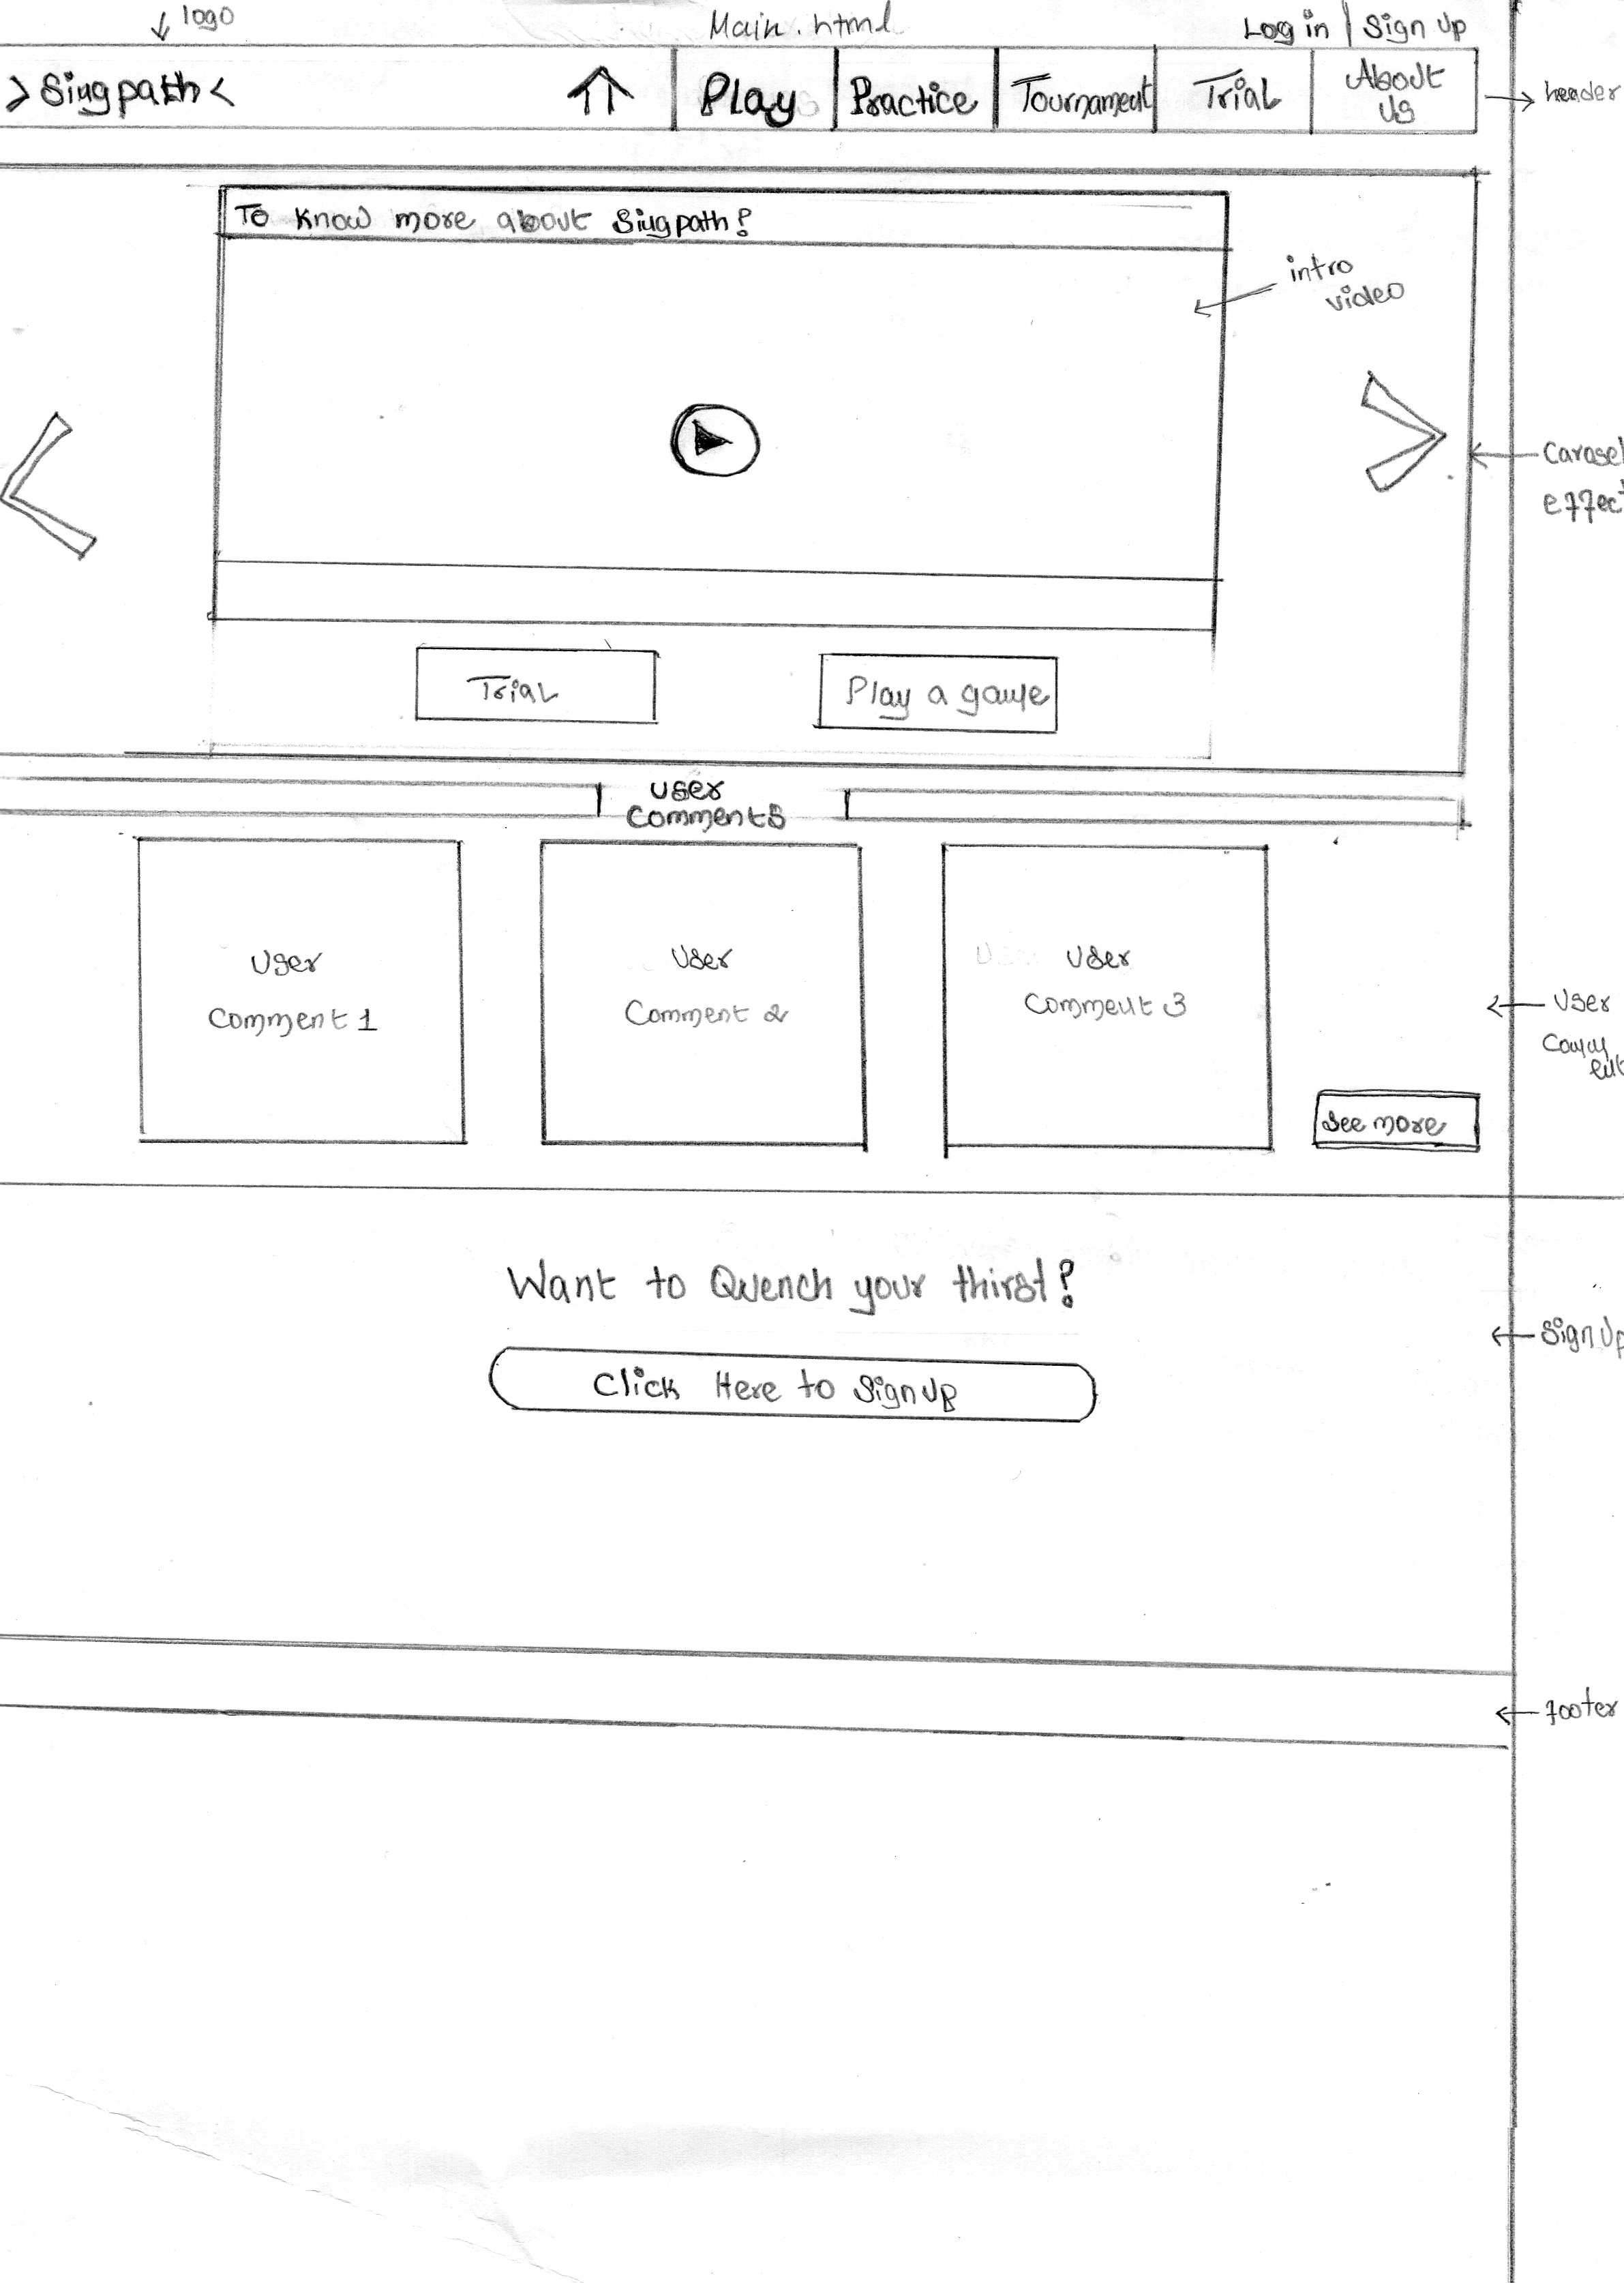 logo
Main.html
Log in | Sign Up
>Singpath<
Play
Practice
Tournament
Trial
About
Us
header
To know more about Singpath?
intro
video
Carasel
effect
Trial
Play a game
User
Comments
User
Comment 1
User
Comment 2
User
Comment 3
User
Comm
ent
See more
Want to Quench your thirst?
Sign Up
Click Here to SignUp
footer